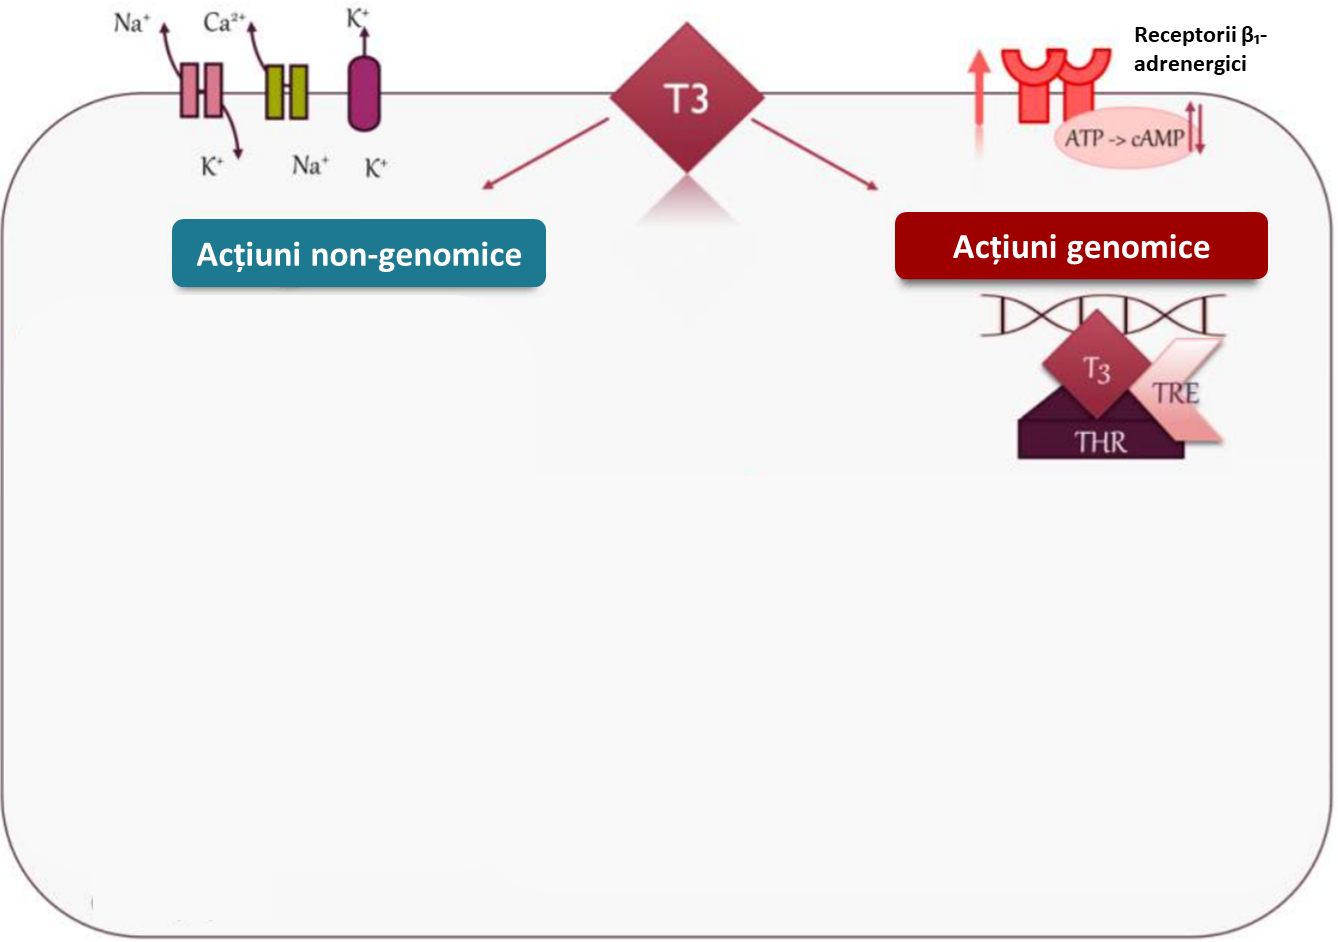 Na⁺ Ca²⁺ K⁺
K⁺ Na⁺ K⁺
T3
Receptorii β₁-
adrenergici
ATP -> cAMP
Acțiuni non-genomice
Acțiuni genomice
T₃
TRE
THR